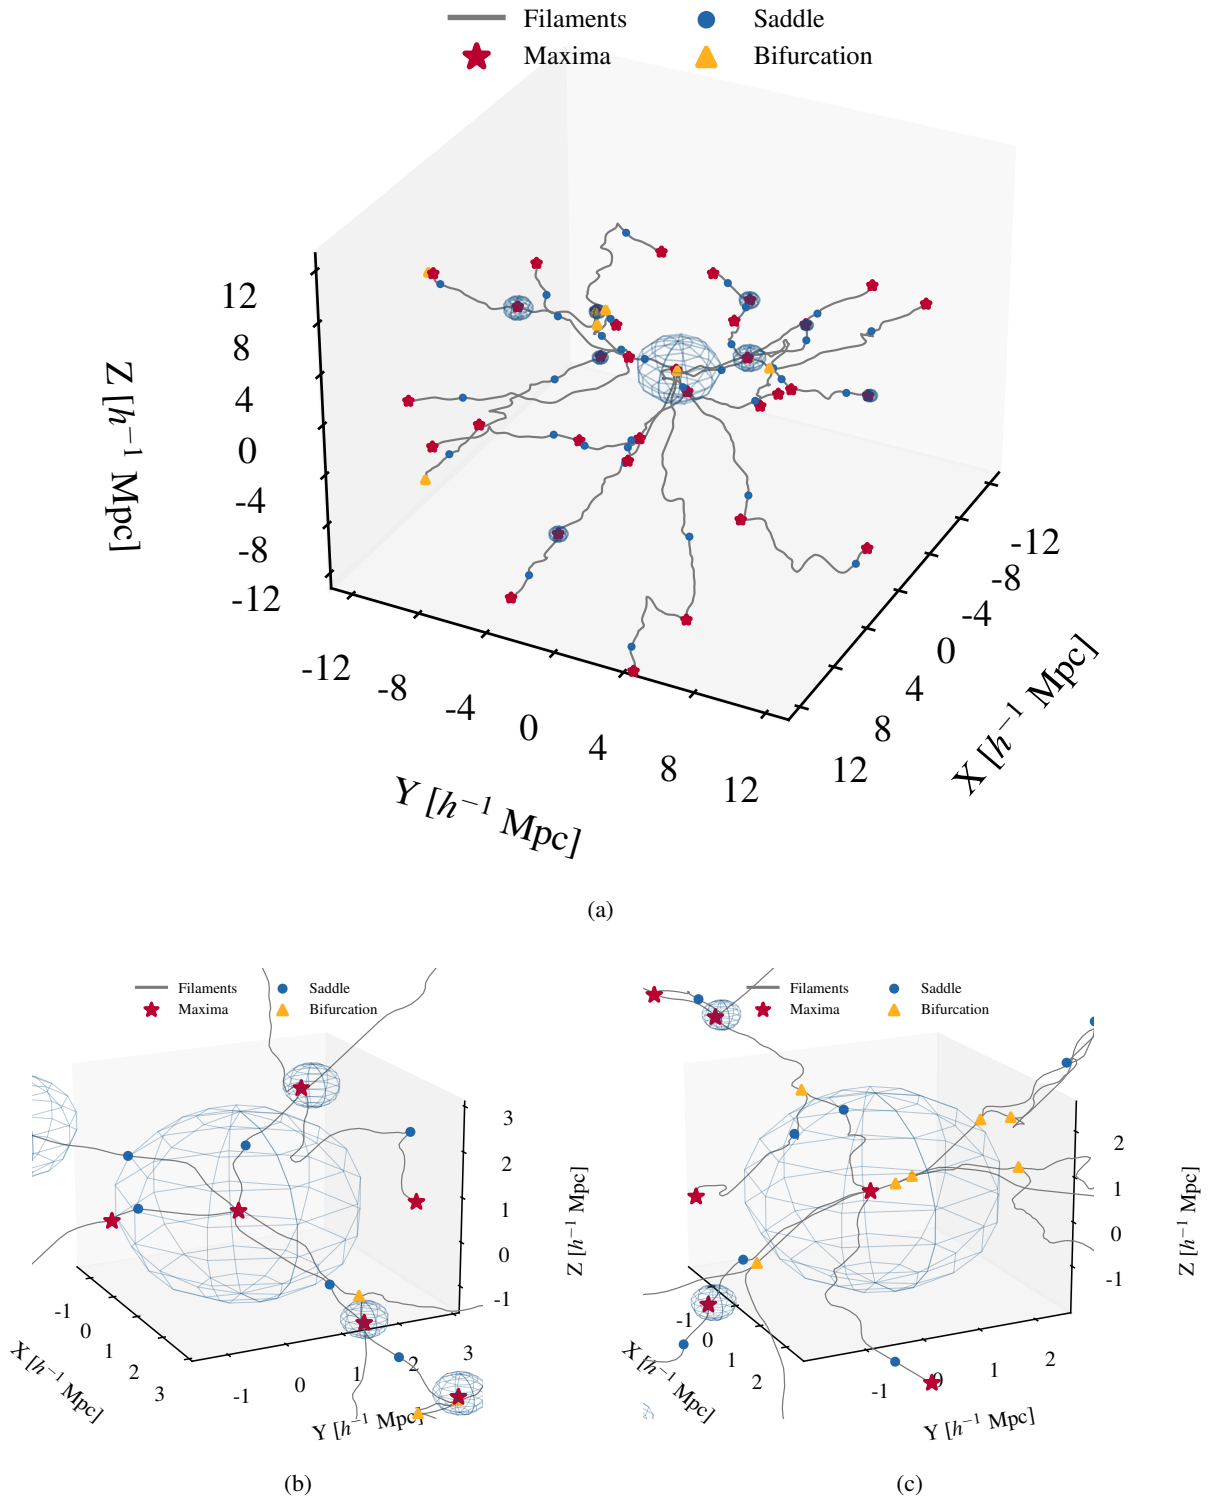 Filaments Saddle
Maxima Bifurcation
12
8
4
0
-4
-8
-12
Z [h⁻¹ Mpc]
-12
-8
-4
0
4
8
12
Y [h⁻¹ Mpc]
-12
-8
-4
0
4
8
12
X [h⁻¹ Mpc]
(a)
Filaments Saddle
Maxima Bifurcation
3
2
1
0
-1
Z [h⁻¹ Mpc]
-1
0
1
2
3
X [h⁻¹ Mpc]
-1
0
1
2
3
Y [h⁻¹ Mpc]
(b)
Filaments Saddle
Maxima Bifurcation
2
1
0
-1
Z [h⁻¹ Mpc]
-1
0
1
2
X [h⁻¹ Mpc]
-1
0
1
2
Y [h⁻¹ Mpc]
(c)